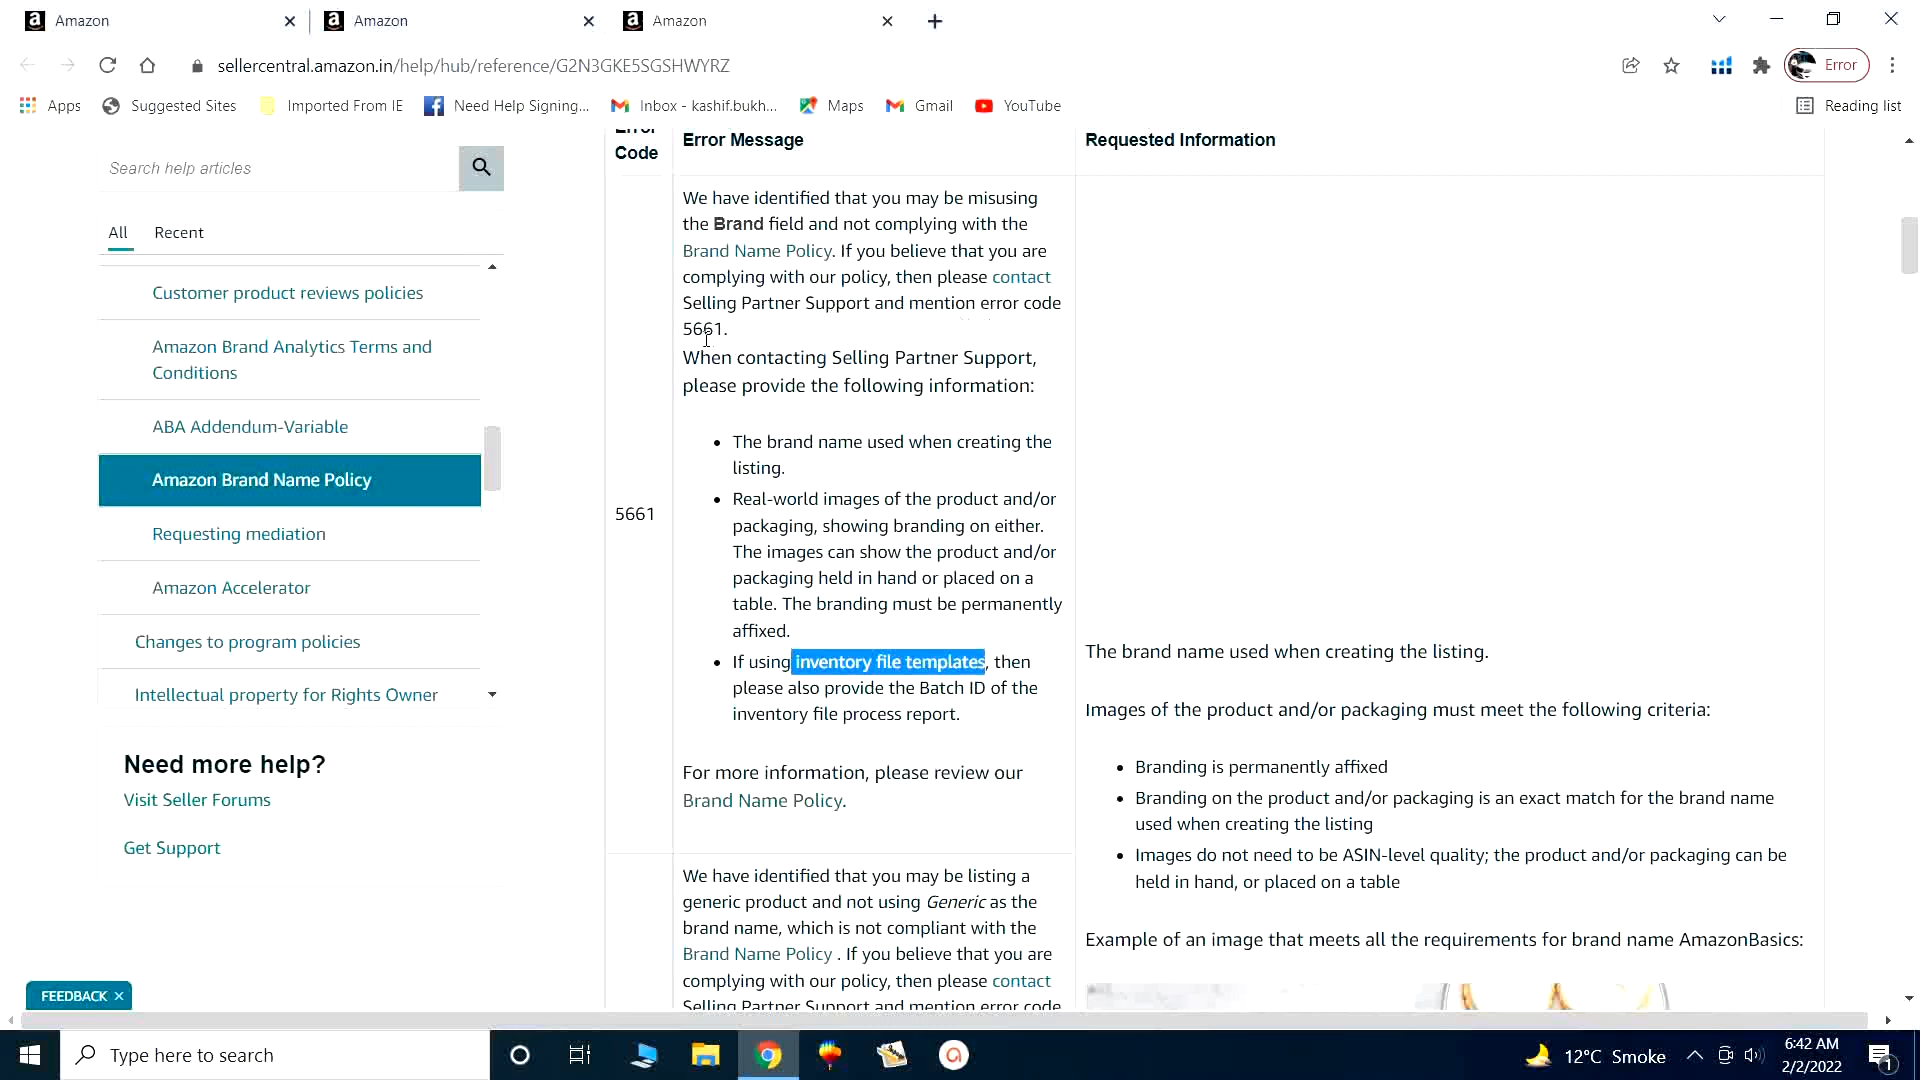 Amazon
Amazon
Amazon
sellercentral.amazon.in/help/hub/reference/G2N3GKE5SGSHWYRZ
Error
Apps
Suggested Sites
Imported From IE
Need Help Signing...
Inbox - kashif.bukh...
Maps
Gmail
YouTube
Reading list
Search help articles
All
Recent
Customer product reviews policies
Amazon Brand Analytics Terms and
Conditions
ABA Addendum-Variable
Amazon Brand Name Policy
Requesting mediation
Amazon Accelerator
Changes to program policies
Intellectual property for Rights Owner
Need more help?
Visit Seller Forums
Get Support
FEEDBACK
Error
Code
Error Message
Requested Information
5661
We have identified that you may be misusing
the Brand field and not complying with the
Brand Name Policy. If you believe that you are
complying with our policy, then please contact
Selling Partner Support and mention error code
5661.
When contacting Selling Partner Support,
please provide the following information:
The brand name used when creating the
listing.
Real-world images of the product and/or
packaging, showing branding on either.
The images can show the product and/or
packaging held in hand or placed on a
table. The branding must be permanently
affixed.
If using inventory file templates, then
please also provide the Batch ID of the
inventory file process report.
For more information, please review our
Brand Name Policy.
We have identified that you may be listing a
generic product and not using Generic as the
brand name, which is not compliant with the
Brand Name Policy . If you believe that you are
complying with our policy, then please contact
Selling Partner Support and mention error code
The brand name used when creating the listing.
Images of the product and/or packaging must meet the following criteria:
Branding is permanently affixed
Branding on the product and/or packaging is an exact match for the brand name
used when creating the listing
Images do not need to be ASIN-level quality; the product and/or packaging can be
held in hand, or placed on a table
Example of an image that meets all the requirements for brand name AmazonBasics:
Type here to search
12°C Smoke
6:42 AM
2/2/2022
1